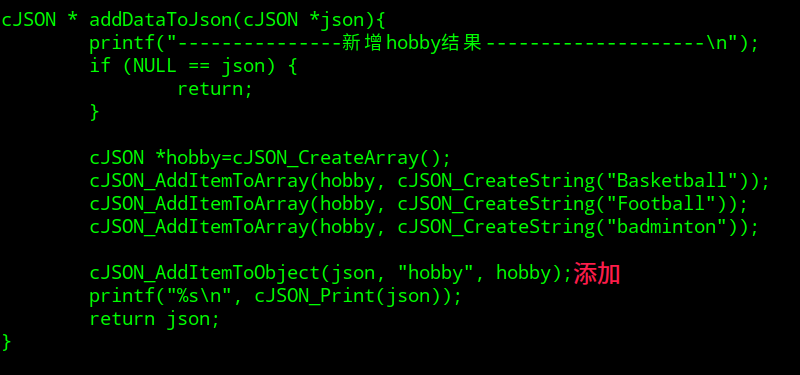 cJSON * addDataToJson(cJSON *json){
        printf("---------------新增hobby结果--------------------\n");
        if (NULL == json) {
                return;
        }
        cJSON *hobby=cJSON_CreateArray();
        cJSON_AddItemToArray(hobby, cJSON_CreateString("Basketball"));
        cJSON_AddItemToArray(hobby, cJSON_CreateString("Football"));
        cJSON_AddItemToArray(hobby, cJSON_CreateString("badminton"));
        cJSON_AddItemToObject(json, "hobby", hobby);添加
        printf("%s\n", cJSON_Print(json));
        return json;
}